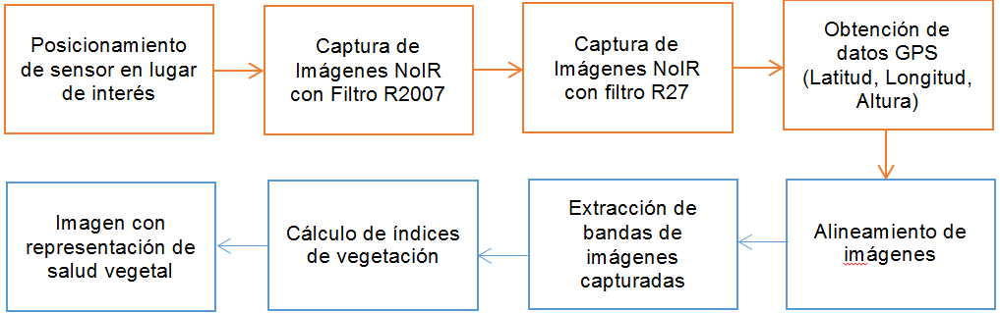 Posicionamiento
de sensor en lugar
de interés
Captura de
Imágenes NoIR
con Filtro R2007
Captura de
Imágenes NoIR
con filtro R27
Obtención de
datos GPS
(Latitud, Longitud,
Altura)
Alineamiento de
imágenes
Extracción de
bandas de
imágenes
capturadas
Cálculo de índices
de vegetación
Imagen con
representación de
salud vegetal